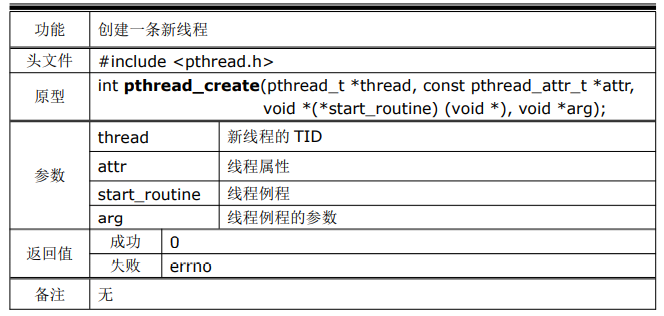 功能 创建一条新线程
头文件 #include <pthread.h>
原型 int pthread_create(pthread_t *thread, const pthread_attr_t *attr,
void *(*start_routine) (void *), void *arg);
参数 thread 新线程的 TID
attr 线程属性
start_routine 线程例程
arg 线程例程的参数
返回值 成功 0
失败 errno
备注 无